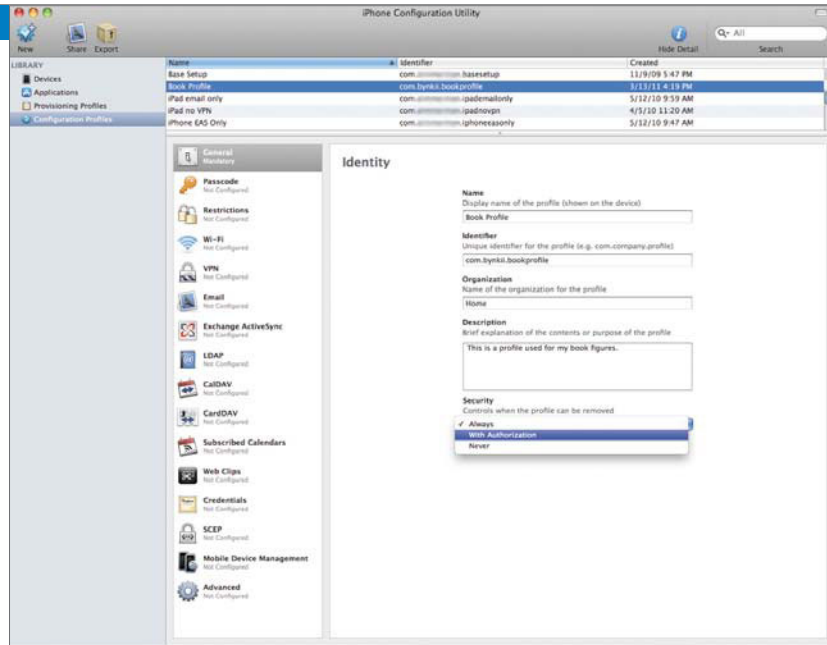 iPhone Configuration Utility
New
Share
Export
Hide Detail
All
Search
LIBRARY
Devices
Applications
Provisioning Profiles
Configuration Profiles
Name Identifier Created
Base Setup com. .basesetup 11/9/09 5:47 PM
Book Profile com.bynkii.bookprofile 3/13/11 4:19 PM
iPad email only com. .ipademailonly 5/12/10 9:59 AM
iPad no VPN com. .ipadnovpn 4/5/10 11:20 AM
iPhone EAS Only com. .iphoneeasonly 5/12/10 9:47 AM
General
Mandatory
Passcode
Not Configured
Restrictions
Not Configured
Wi-Fi
Not Configured
VPN
Not Configured
Email
Not Configured
Exchange ActiveSync
Not Configured
LDAP
Not Configured
CalDAV
Not Configured
CardDAV
Not Configured
Subscribed Calendars
Not Configured
Web Clips
Not Configured
Credentials
Not Configured
SCEP
Not Configured
Mobile Device Management
Not Configured
Advanced
Not Configured
Identity
Name
Display name of the profile (shown on the device)
Book Profile
Identifier
Unique identifier for the profile (e.g. com.company.profile)
com.bynkii.bookprofile
Organization
Name of the organization for the profile
Home
Description
Brief explanation of the contents or purpose of the profile
This is a profile used for my book figures.
Security
Controls when the profile can be removed
✓ Always
With Authorization
Never